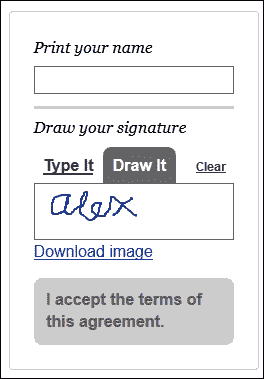 Print your name
Draw your signature
Type It Draw It Clear
alex
Download image
I accept the terms of
this agreement.